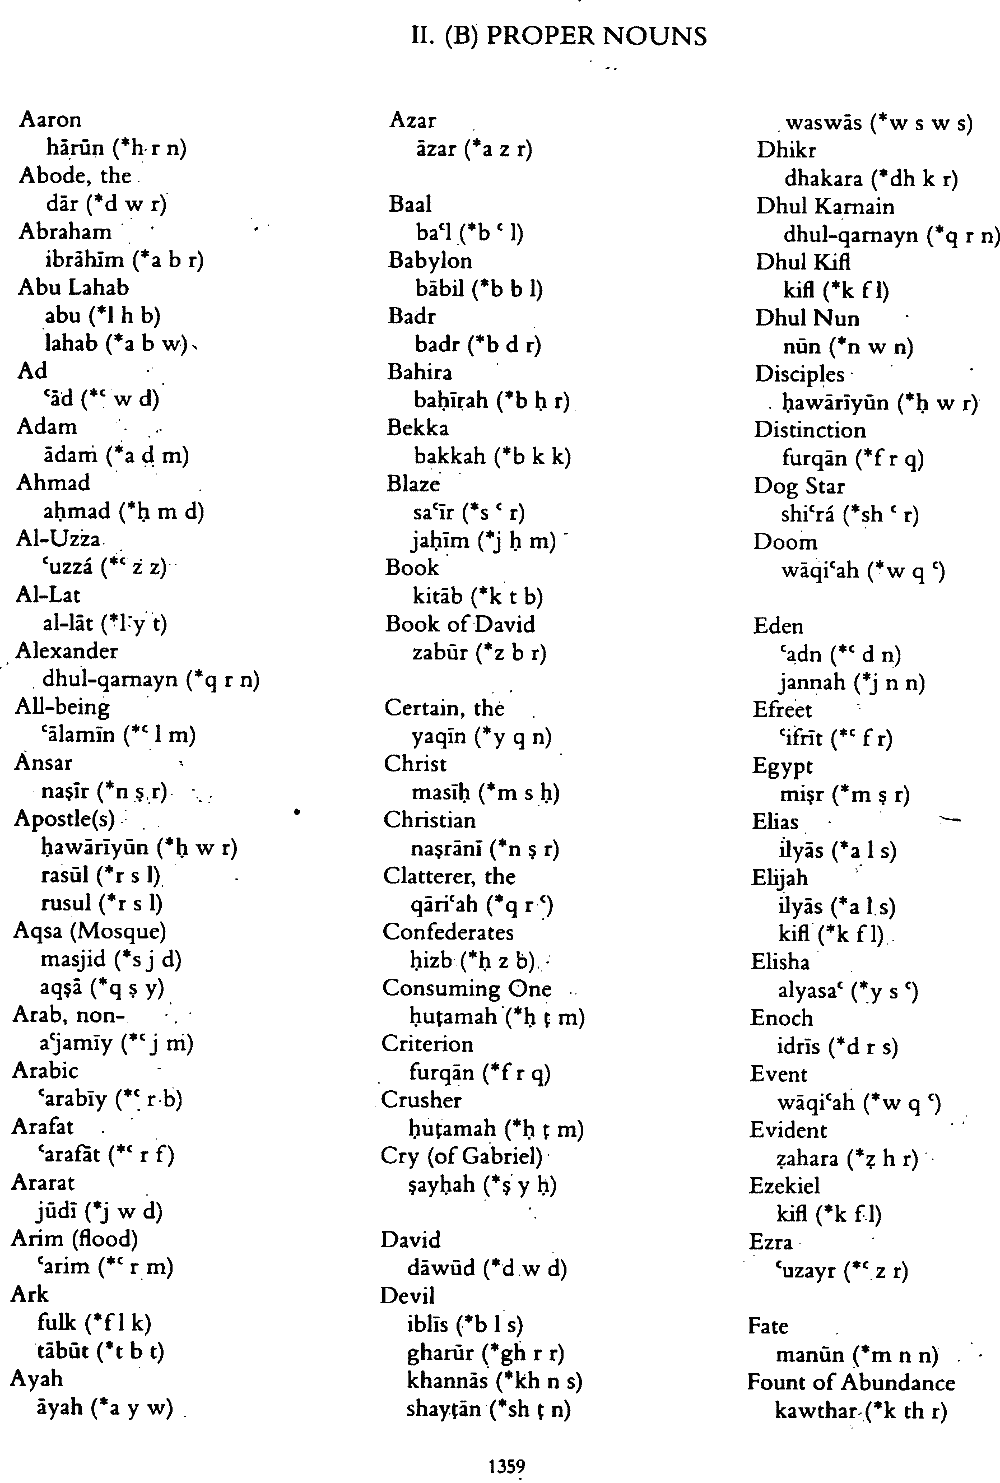 II. (B) PROPER NOUNS
Aaron
hārūn (*h r n)
Abode, the
dār (*d w r)
Abraham
ibrāhīm (*a b r)
Abu Lahab
abu (*l h b)
lahab (*a b w)
Ad
ʿād (*ʿ w d)
Adam
ādam (*a d m)
Ahmad
aḥmad (*ḥ m d)
Al-Uzza
ʿuzzá (*ʿ z z)
Al-Lat
al-lāt (*l y t)
Alexander
dhul-qarnayn (*q r n)
All-being
ʿālamīn (*ʿ l m)
Ansar
naṣīr (*n ṣ r)
Apostle(s)
ḥawārīyūn (*ḥ w r)
rasūl (*r s l)
rusul (*r s l)
Aqsa (Mosque)
masjid (*s j d)
aqṣā (*q ṣ y)
Arab, non-
aʿjamīy (*ʿ j m)
Arabic
ʿarabīy (*ʿ r b)
Arafat
ʿarafāt (*ʿ r f)
Ararat
jūdī (*j w d)
Arim (flood)
ʿarim (*ʿ r m)
Ark
fulk (*f l k)
tābūt (*t b t)
Ayah
āyah (*a y w)
Azar
āzar (*a z r)
Baal
baʿl (*b ʿ l)
Babylon
bābil (*b b l)
Badr
badr (*b d r)
Bahira
baḥīrah (*b ḥ r)
Bekka
bakkah (*b k k)
Blaze
saʿīr (*s ʿ r)
jaḥīm (*j ḥ m)
Book
kitāb (*k t b)
Book of David
zabūr (*z b r)
Certain, the
yaqīn (*y q n)
Christ
masīḥ (*m s ḥ)
Christian
naṣrānī (*n ṣ r)
Clatterer, the
qāriʿah (*q r ʿ)
Confederates
ḥizb (*ḥ z b)
Consuming One
ḥuṭamah (*ḥ ṭ m)
Criterion
furqān (*f r q)
Crusher
ḥuṭamah (*ḥ ṭ m)
Cry (of Gabriel)
ṣayḥah (*ṣ y ḥ)
David
dāwūd (*d w d)
Devil
iblīs (*b l s)
gharūr (*gh r r)
khannās (*kh n s)
shayṭān (*sh ṭ n)
waswās (*w s w s)
Dhikr
dhakara (*dh k r)
Dhul Karnain
dhul-qarnayn (*q r n)
Dhul Kifl
kifl (*k f l)
Dhul Nun
nūn (*n w n)
Disciples
ḥawārīyūn (*ḥ w r)
Distinction
furqān (*f r q)
Dog Star
shiʿrá (*sh ʿ r)
Doom
wāqiʿah (*w q ʿ)
Eden
ʿadn (*ʿ d n)
jannah (*j n n)
Efreet
ʿifrīt (*ʿ f r)
Egypt
miṣr (*m ṣ r)
Elias
ilyās (*a l s)
Elijah
ilyās (*a l s)
kifl (*k f l)
Elisha
alyasaʿ (*y s ʿ)
Enoch
idrīs (*d r s)
Event
wāqiʿah (*w q ʿ)
Evident
ẓahara (*ẓ h r)
Ezekiel
kifl (*k f l)
Ezra
ʿuzayr (*ʿ z r)
Fate
manūn (*m n n)
Fount of Abundance
kawthar (*k th r)
1359